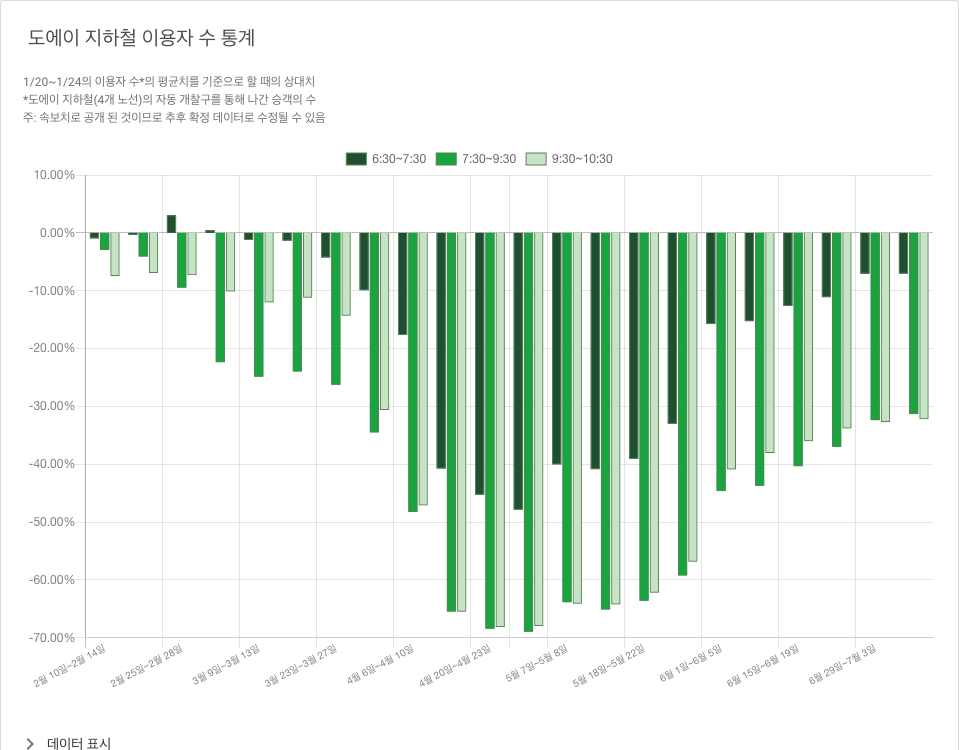 도에이 지하철 이용자 수 통계
1/20~1/24의 이용자 수*의 평균치를 기준으로 할 때의 상대치
*도에이 지하철(4개 노선)의 자동 개찰구를 통해 나간 승객의 수
주: 속보치로 공개 된 것이므로 추후 확정 데이터로 수정될 수 있음
6:30~7:30 7:30~9:30 9:30~10:30
10.00%
0.00%
-10.00%
-20.00%
-30.00%
-40.00%
-50.00%
-60.00%
-70.00%
2월 10일~2월 14일
2월 25일~2월 28일
3월 9일~3월 13일
3월 23일~3월 27일
4월 6일~4월 10일
4월 20일~4월 23일
5월 7일~5월 8일
5월 18일~5월 22일
6월 1일~6월 5일
6월 15일~6월 19일
6월 29일~7월 3일
데이터 표시